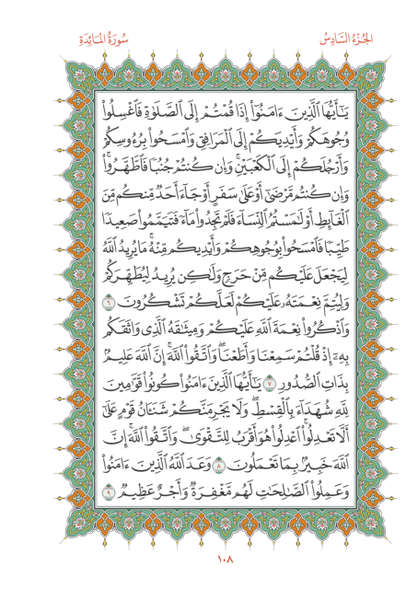 الجُزءُ السَّادِسُ
سُورَةُ المَائِدَةِ
يَـٰٓأَيُّهَا ٱلَّذِينَ ءَامَنُوٓا۟ إِذَا قُمْتُمْ إِلَى ٱلصَّلَوٰةِ فَٱغْسِلُوا۟
وُجُوهَكُمْ وَأَيْدِيَكُمْ إِلَى ٱلْمَرَافِقِ وَٱمْسَحُوا۟ بِرُءُوسِكُمْ
وَأَرْجُلَكُمْ إِلَى ٱلْكَعْبَيْنِ ۚ وَإِن كُنتُمْ جُنُبًا فَٱطَّهَّرُوا۟ ۚ
وَإِن كُنتُم مَّرْضَىٰٓ أَوْ عَلَىٰ سَفَرٍ أَوْ جَآءَ أَحَدٌ مِّنكُم مِّنَ
ٱلْغَآئِطِ أَوْ لَـٰمَسْتُمُ ٱلنِّسَآءَ فَلَمْ تَجِدُوا۟ مَآءً فَتَيَمَّمُوا۟ صَعِيدًا
طَيِّبًا فَٱمْسَحُوا۟ بِوُجُوهِكُمْ وَأَيْدِيكُم مِّنْهُ ۚ مَا يُرِيدُ ٱللَّهُ
لِيَجْعَلَ عَلَيْكُم مِّنْ حَرَجٍ وَلَـٰكِن يُرِيدُ لِيُطَهِّرَكُمْ
وَلِيُتِمَّ نِعْمَتَهُۥ عَلَيْكُمْ لَعَلَّكُمْ تَشْكُرُونَ ٦
وَٱذْكُرُوا۟ نِعْمَةَ ٱللَّهِ عَلَيْكُمْ وَمِيثَـٰقَهُ ٱلَّذِى وَاثَقَكُم
بِهِۦٓ إِذْ قُلْتُمْ سَمِعْنَا وَأَطَعْنَا ۖ وَٱتَّقُوا۟ ٱللَّهَ ۚ إِنَّ ٱللَّهَ عَلِيمٌۢ
بِذَاتِ ٱلصُّدُورِ ٧ يَـٰٓأَيُّهَا ٱلَّذِينَ ءَامَنُوا۟ كُونُوا۟ قَوَّٰمِينَ
لِلَّهِ شُهَدَآءَ بِٱلْقِسْطِ ۖ وَلَا يَجْرِمَنَّكُمْ شَنَـَٔانُ قَوْمٍ عَلَىٰٓ
أَلَّا تَعْدِلُوا۟ ۚ ٱعْدِلُوا۟ هُوَ أَقْرَبُ لِلتَّقْوَىٰ ۖ وَٱتَّقُوا۟ ٱللَّهَ ۚ إِنَّ
ٱللَّهَ خَبِيرٌۢ بِمَا تَعْمَلُونَ ٨ وَعَدَ ٱللَّهُ ٱلَّذِينَ ءَامَنُوا۟
وَعَمِلُوا۟ ٱلصَّـٰلِحَـٰتِ ۙ لَهُم مَّغْفِرَةٌ وَأَجْرٌ عَظِيمٌ ٩
١٠٨